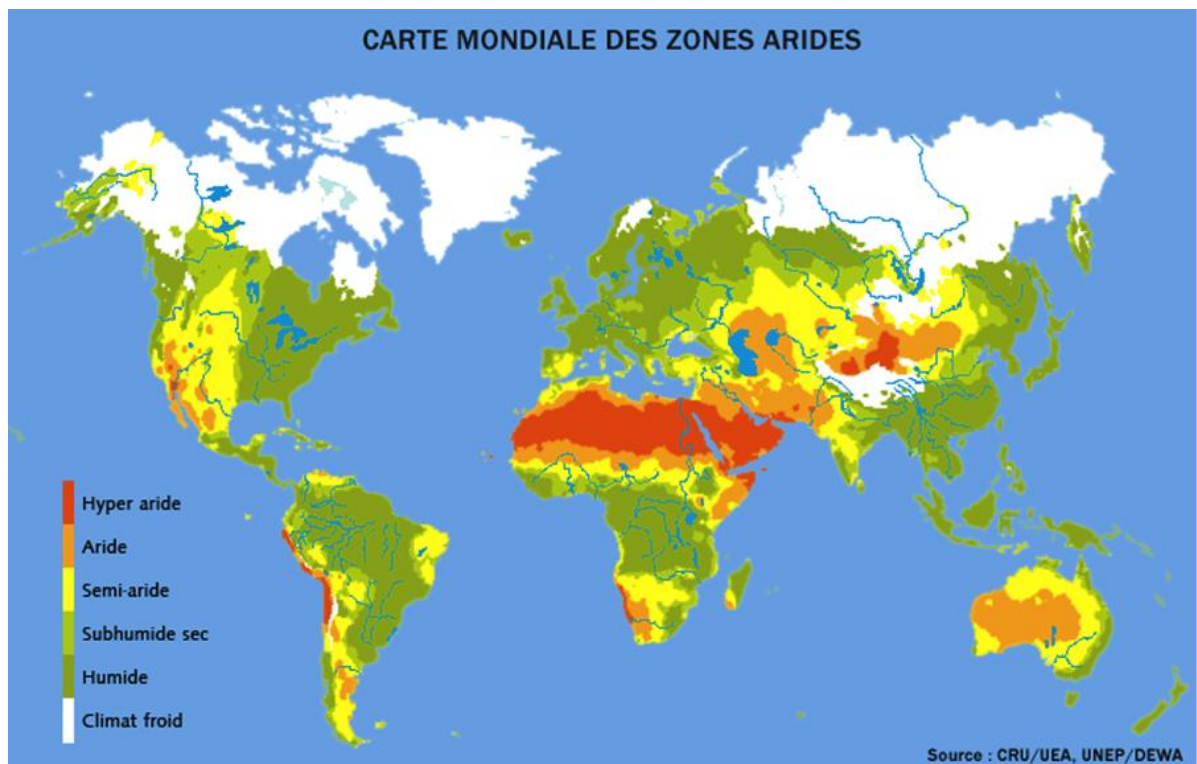 CARTE MONDIALE DES ZONES ARIDES
Hyper aride
Aride
Semi-aride
Subhumide sec
Humide
Climat froid
Source : CRU/UEA, UNEP/DEWA